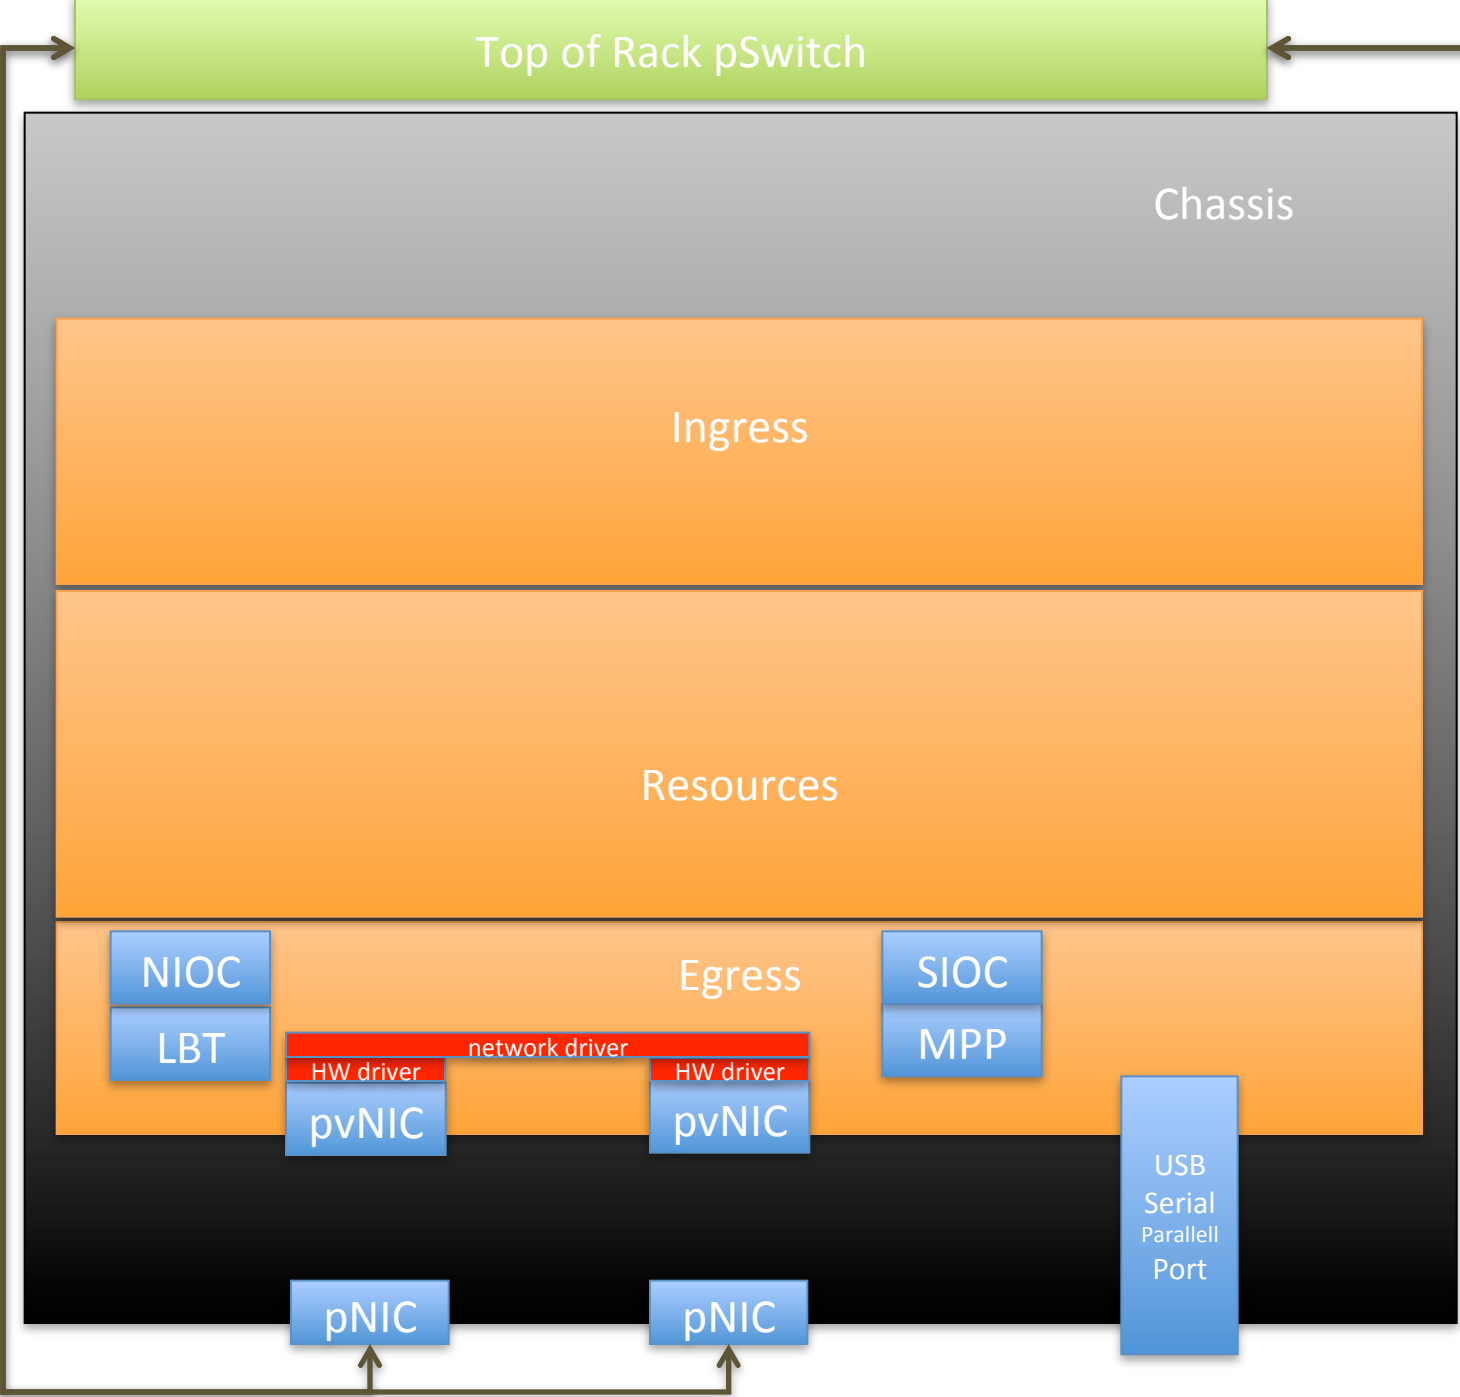 Top of Rack pSwitch
Chassis
Ingress
Resources
NIOC
Egress
SIOC
LBT
network driver
MPP
HW driver
HW driver
pvNIC
pvNIC
USB
Serial
Parallell
Port
pNIC
pNIC